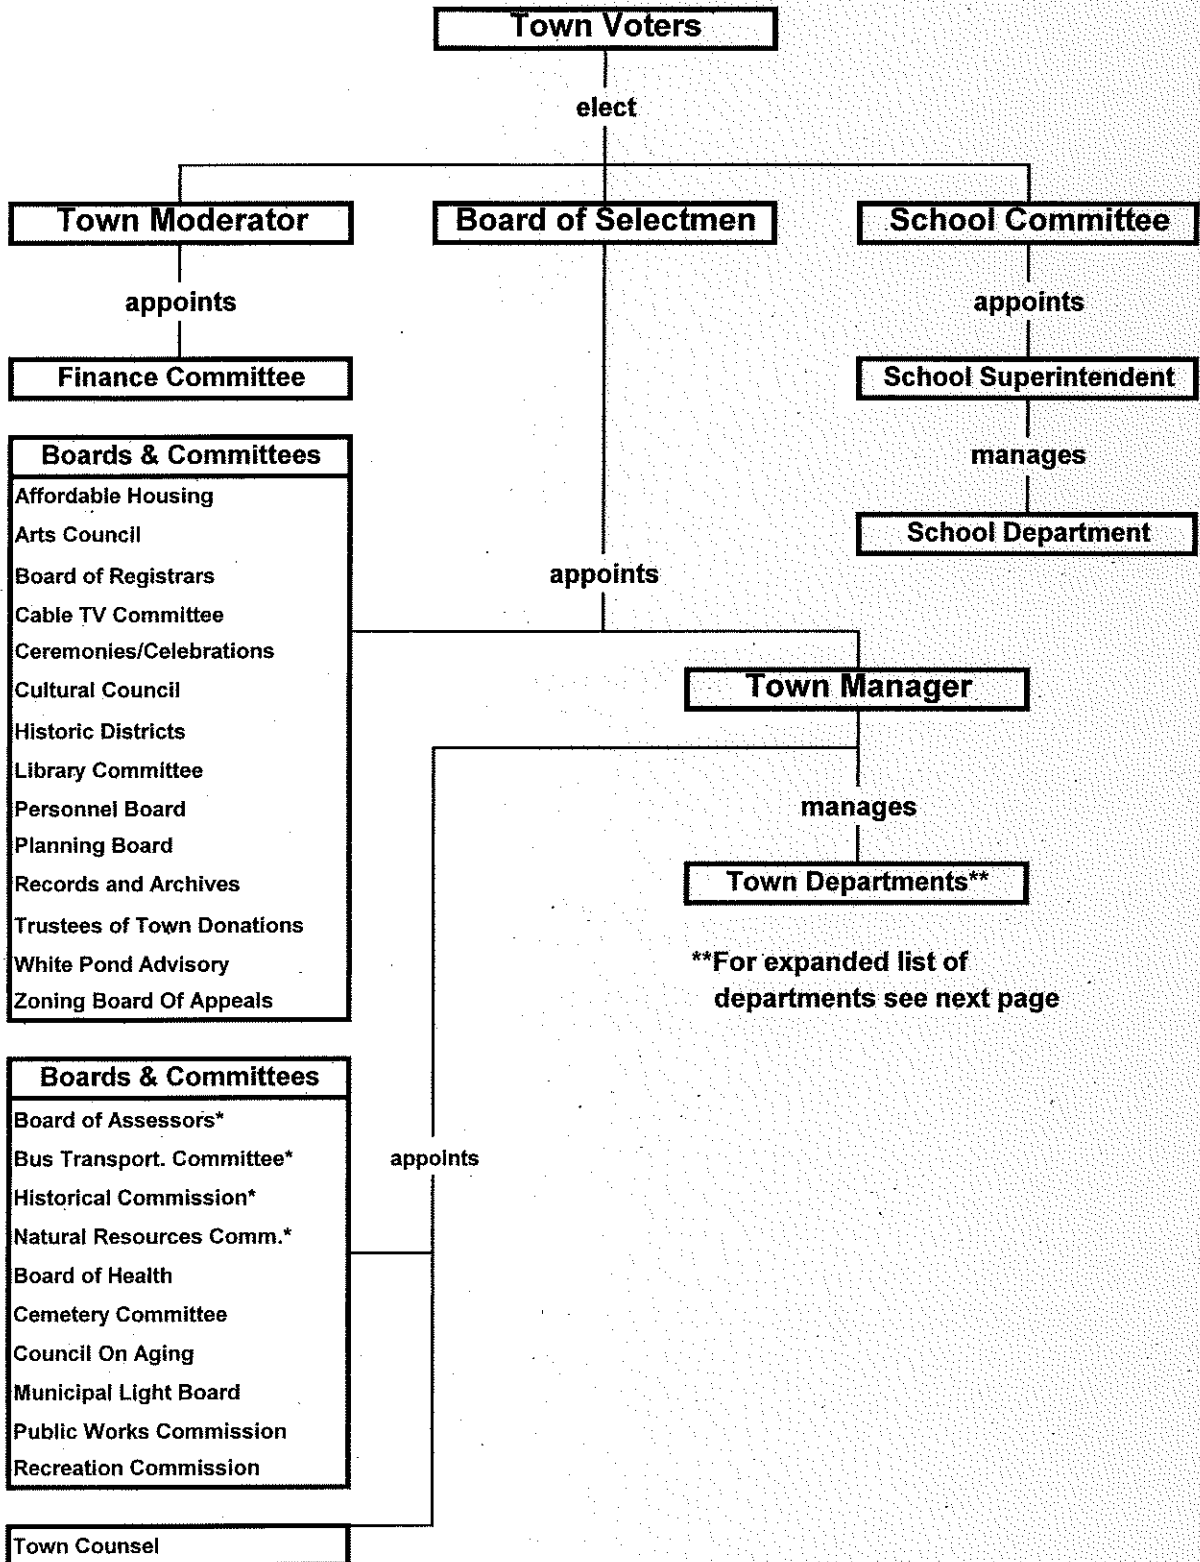 Town Voters
elect
Town Moderator
Board of Selectmen
School Committee
appoints
appoints
Finance Committee
School Superintendent
manages
School Department
Boards & Committees
Affordable Housing
Arts Council
Board of Registrars
Cable TV Committee
Ceremonies/Celebrations
Cultural Council
Historic Districts
Library Committee
Personnel Board
Planning Board
Records and Archives
Trustees of Town Donations
White Pond Advisory
Zoning Board Of Appeals
appoints
Town Manager
manages
Town Departments**
**For expanded list of
departments see next page
Boards & Committees
Board of Assessors*
Bus Transport. Committee*
Historical Commission*
Natural Resources Comm.*
Board of Health
Cemetery Committee
Council On Aging
Municipal Light Board
Public Works Commission
Recreation Commission
appoints
Town Counsel